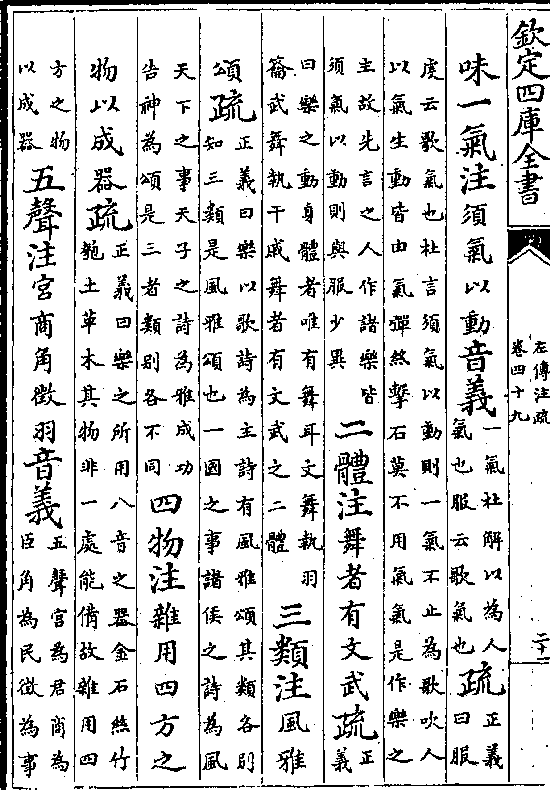 欽定四庫全書
左傳注疏
卷四十九
二十一
味一氣注須氣以動音義一氣杜解以為人氣也服云歌氣也疏正義曰服
虔云歌氣也杜言須氣以動則一氣不止為歌吹人
以氣生動皆由氣彈絲擊石莫不用氣氣是作樂之
主故先言之人作諸樂皆須氣以動則與服少異二體注舞者有文武疏正義
曰樂之動身體者唯有舞耳文舞執羽籥武舞執干戚舞者有文武之二體三類注風雅
頌疏正義曰樂以歌詩為主詩有風雅頌其類各別知三類是風雅頌也一國之事諸侯之詩為風
天下之事天子之詩為雅成功告神為頌是三者類別各不同四物注雜用四方之
物以成器疏正義曰樂之所用八音之器金石絲竹匏土革木其物非一處能備故雜用四
方之物以成器五聲注宮商角徵羽音義五聲宮為君商為臣角為民徵為事